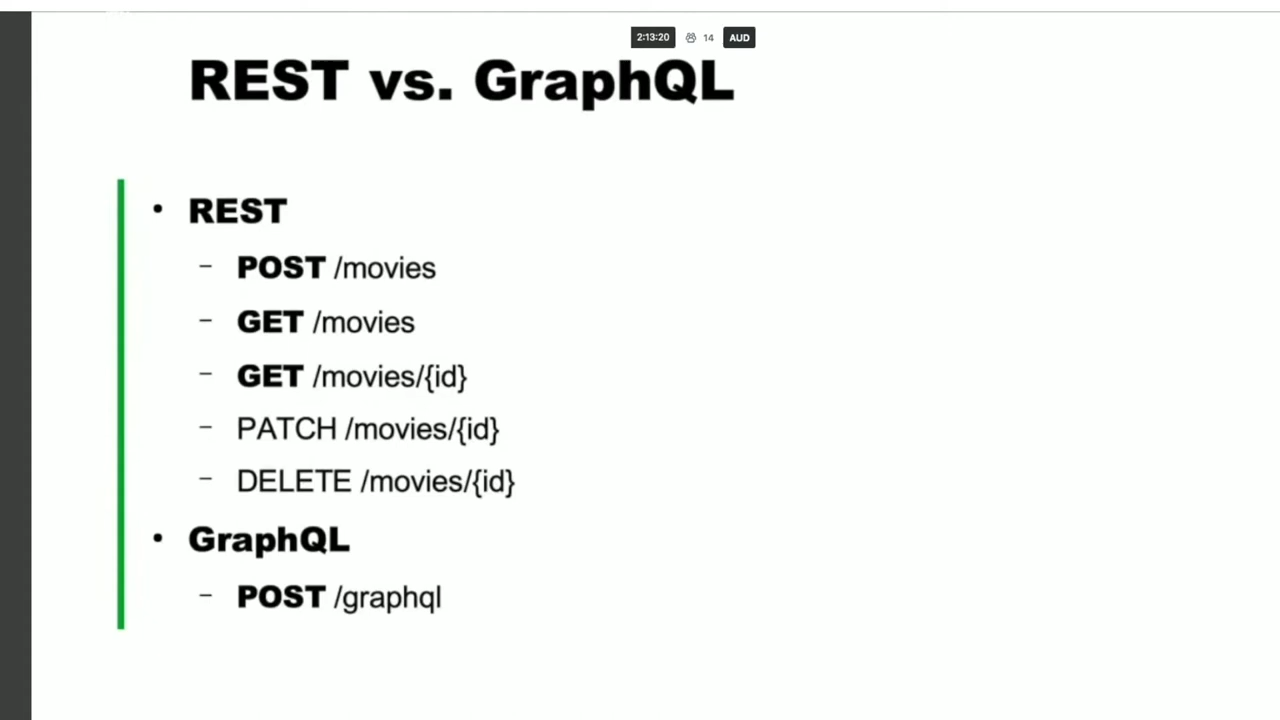 2:13:20 14 AUD
REST vs. GraphQL
• REST
– POST /movies
– GET /movies
– GET /movies/{id}
– PATCH /movies/{id}
– DELETE /movies/{id}
• GraphQL
– POST /graphql